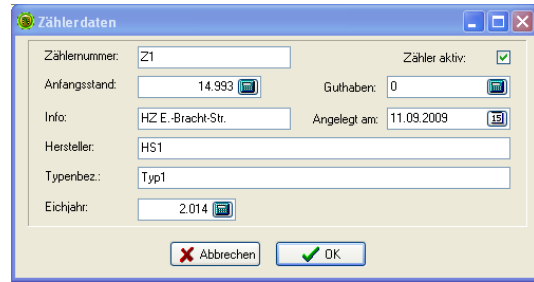 Zählerdaten
Zählernummer: Z1 Zähler aktiv:
Anfangsstand: 14.993 Guthaben: 0
Info: HZ E.-Bracht-Str. Angelegt am: 11.09.2009 15
Hersteller: HS1
Typenbez.: Typ1
Eichjahr: 2.014
Abbrechen OK